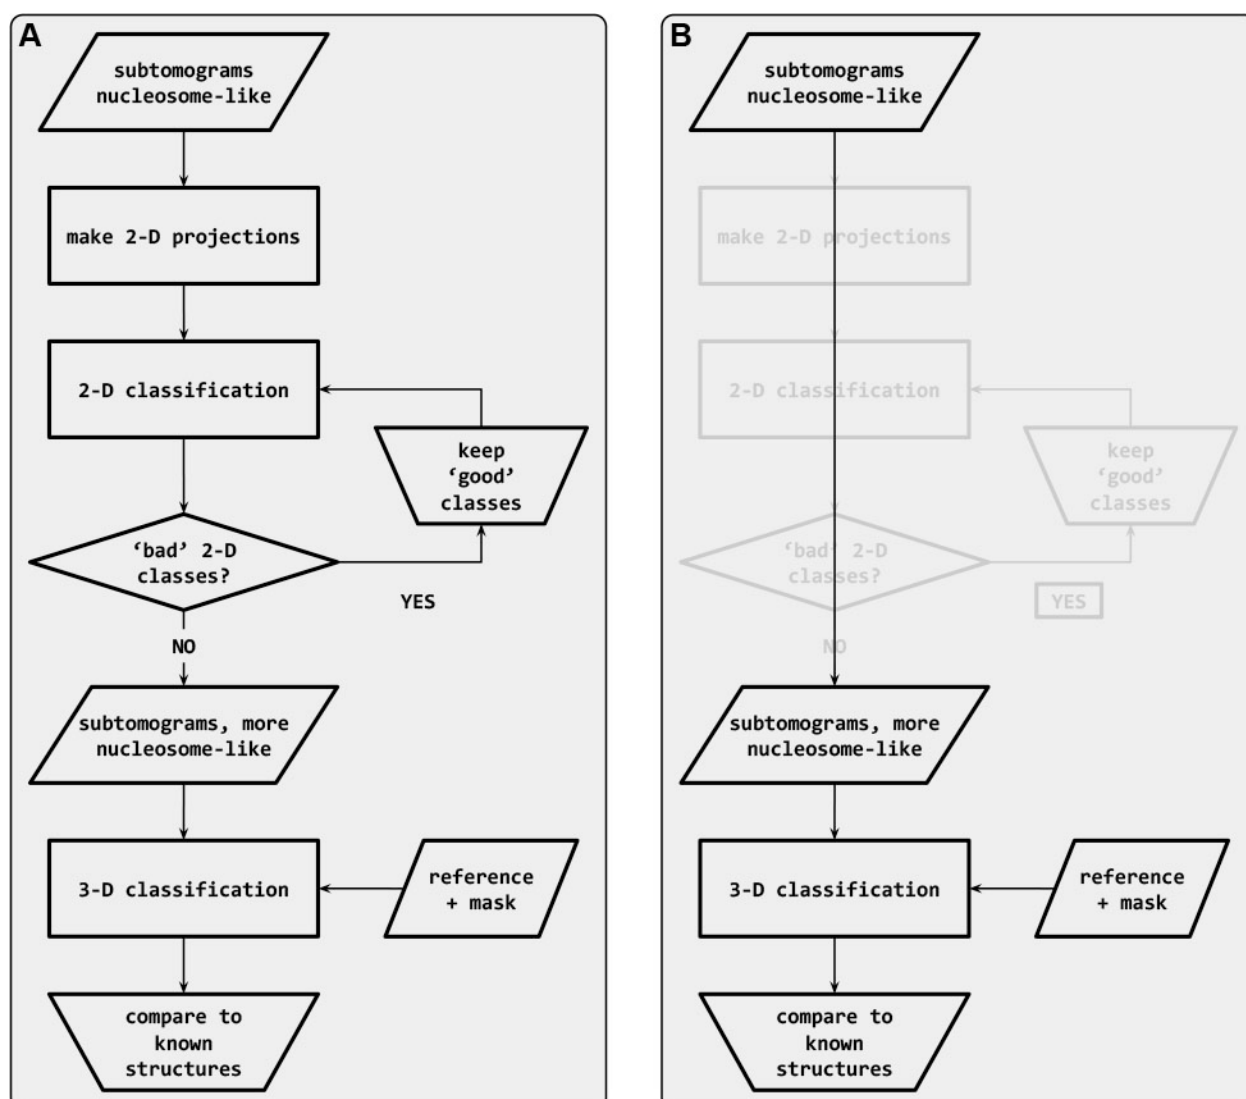 A
subtomograms
nucleosome-like
make 2-D projections
2-D classification
keep
‘good’
classes
‘bad’ 2-D
classes?
YES
NO
subtomograms, more
nucleosome-like
3-D classification
reference
+ mask
compare to
known
structures
B
subtomograms
nucleosome-like
make 2-D projections
2-D classification
keep
‘good’
classes
‘bad’ 2-D
classes?
YES
NO
subtomograms, more
nucleosome-like
3-D classification
reference
+ mask
compare to
known
structures